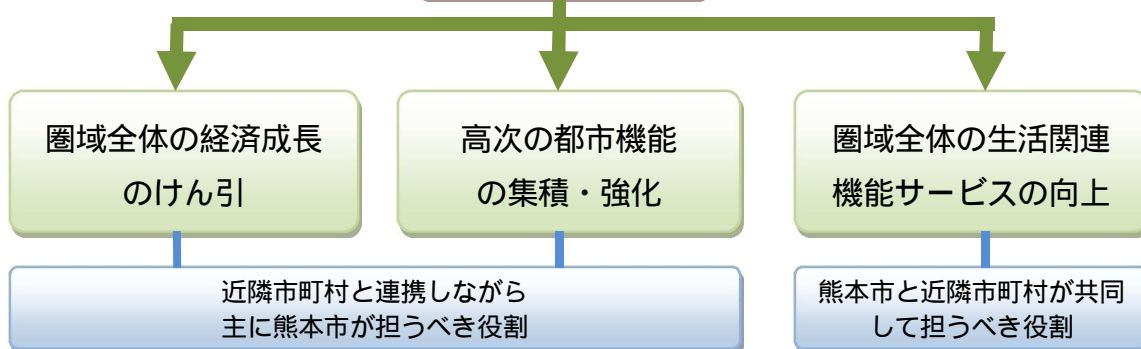 圏域全体の経済成長
のけん引
高次の都市機能
の集積・強化
圏域全体の生活関連
機能サービスの向上
近隣市町村と連携しながら
主に熊本市が担うべき役割
熊本市と近隣市町村が共同
して担うべき役割